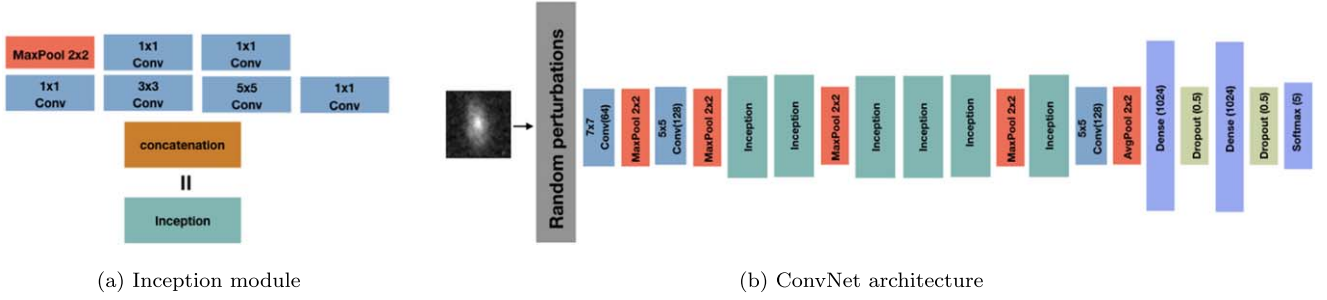 MaxPool 2x2
1x1
Conv
1x1
Conv
1x1
Conv
3x3
Conv
5x5
Conv
1x1
Conv
concatenation
=
Inception
(a) Inception module
Random perturbations
7x7
Conv(64)
MaxPool 2x2
5x5
Conv(128)
MaxPool 2x2
Inception
Inception
MaxPool 2x2
Inception
Inception
Inception
MaxPool 2x2
Inception
5x5
Conv(128)
AvgPool 2x2
Dense (1024)
Dropout (0.5)
Dense (1024)
Dropout (0.5)
Softmax (5)
(b) ConvNet architecture